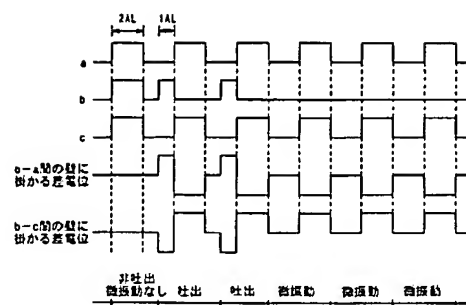 2AL 1AL
a
b
c
b-a間の壁に
掛かる差電位
b-c間の壁に
掛かる差電位
非吐出
微振動なし 吐出 吐出 微振動 微振動 微振動